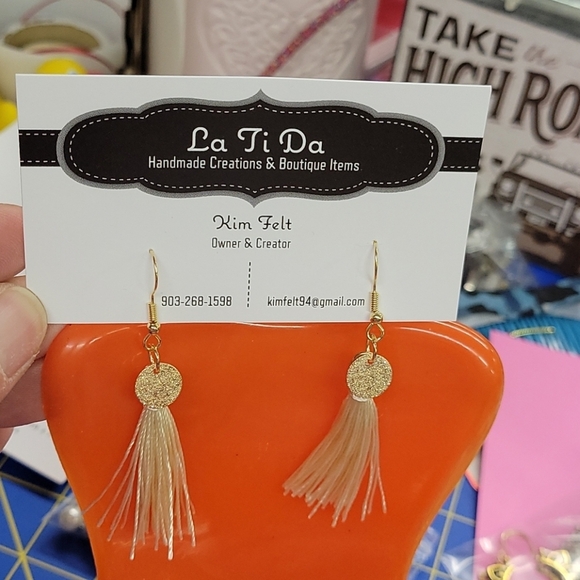 TAKE the
HIGH RO
La Ti Da
Handmade Creations & Boutique Items
Kim Felt
Owner & Creator
903-268-1598
kimfelt94@gmail.com